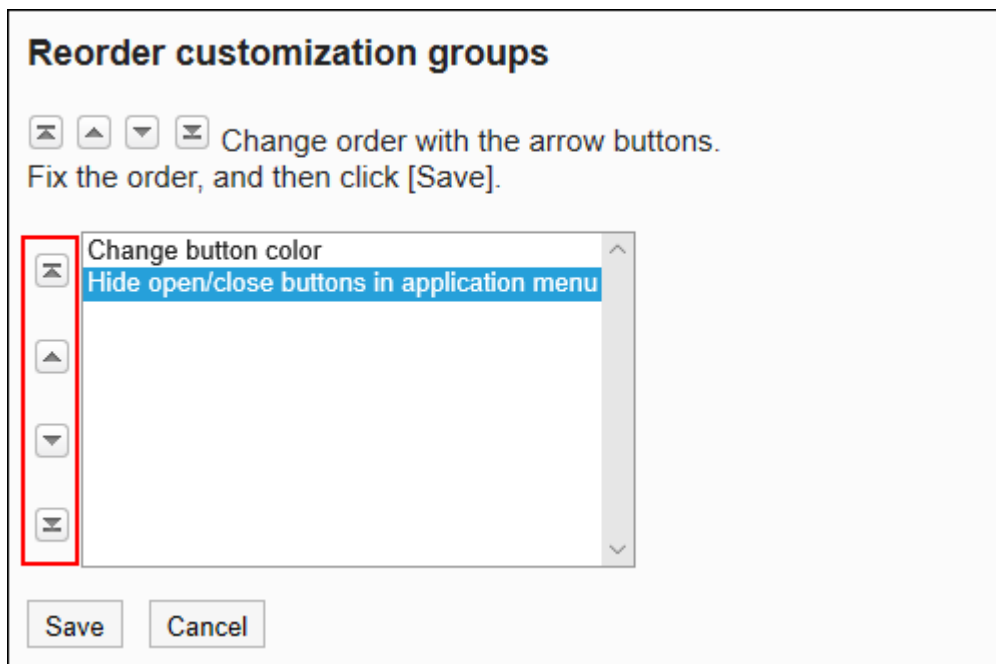 Reorder customization groups
Change order with the arrow buttons.
Fix the order, and then click [Save].
Change button color
Hide open/close buttons in application menu
Save
Cancel